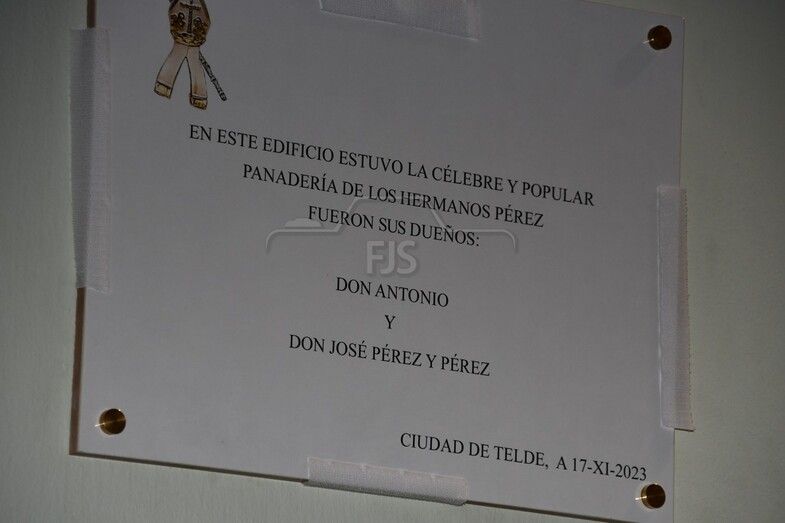 EN ESTE EDIFICIO ESTUVO LA CÉLEBRE Y POPULAR
PANADERÍA DE LOS HERMANOS PÉREZ
FUERON SUS DUEÑOS:
FJS
DON ANTONIO
Y
DON JOSÉ PÉREZ Y PÉREZ
CIUDAD DE TELDE, A 17-XI-2023